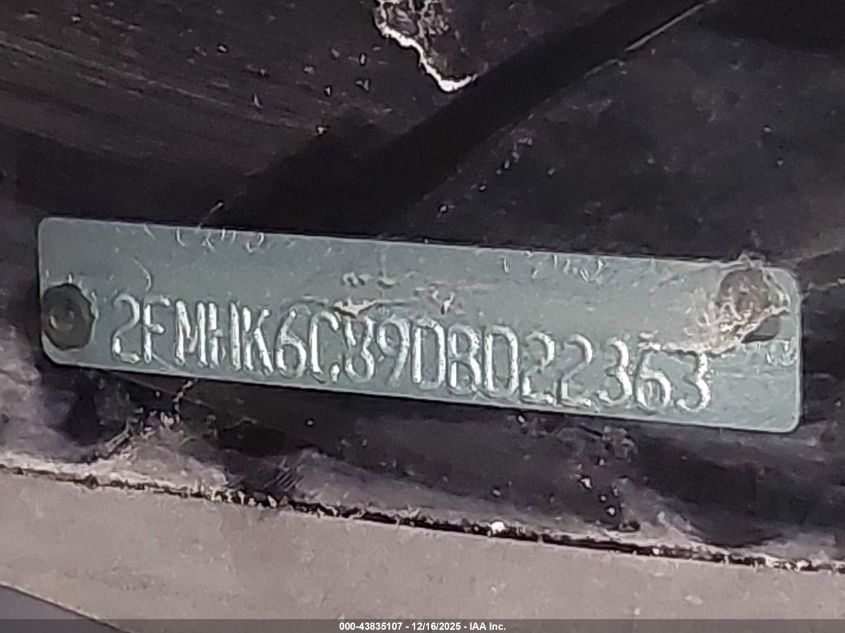 2FMHK6C89DBD22363
000-43835107 - 12/16/2025 - IAA Inc.